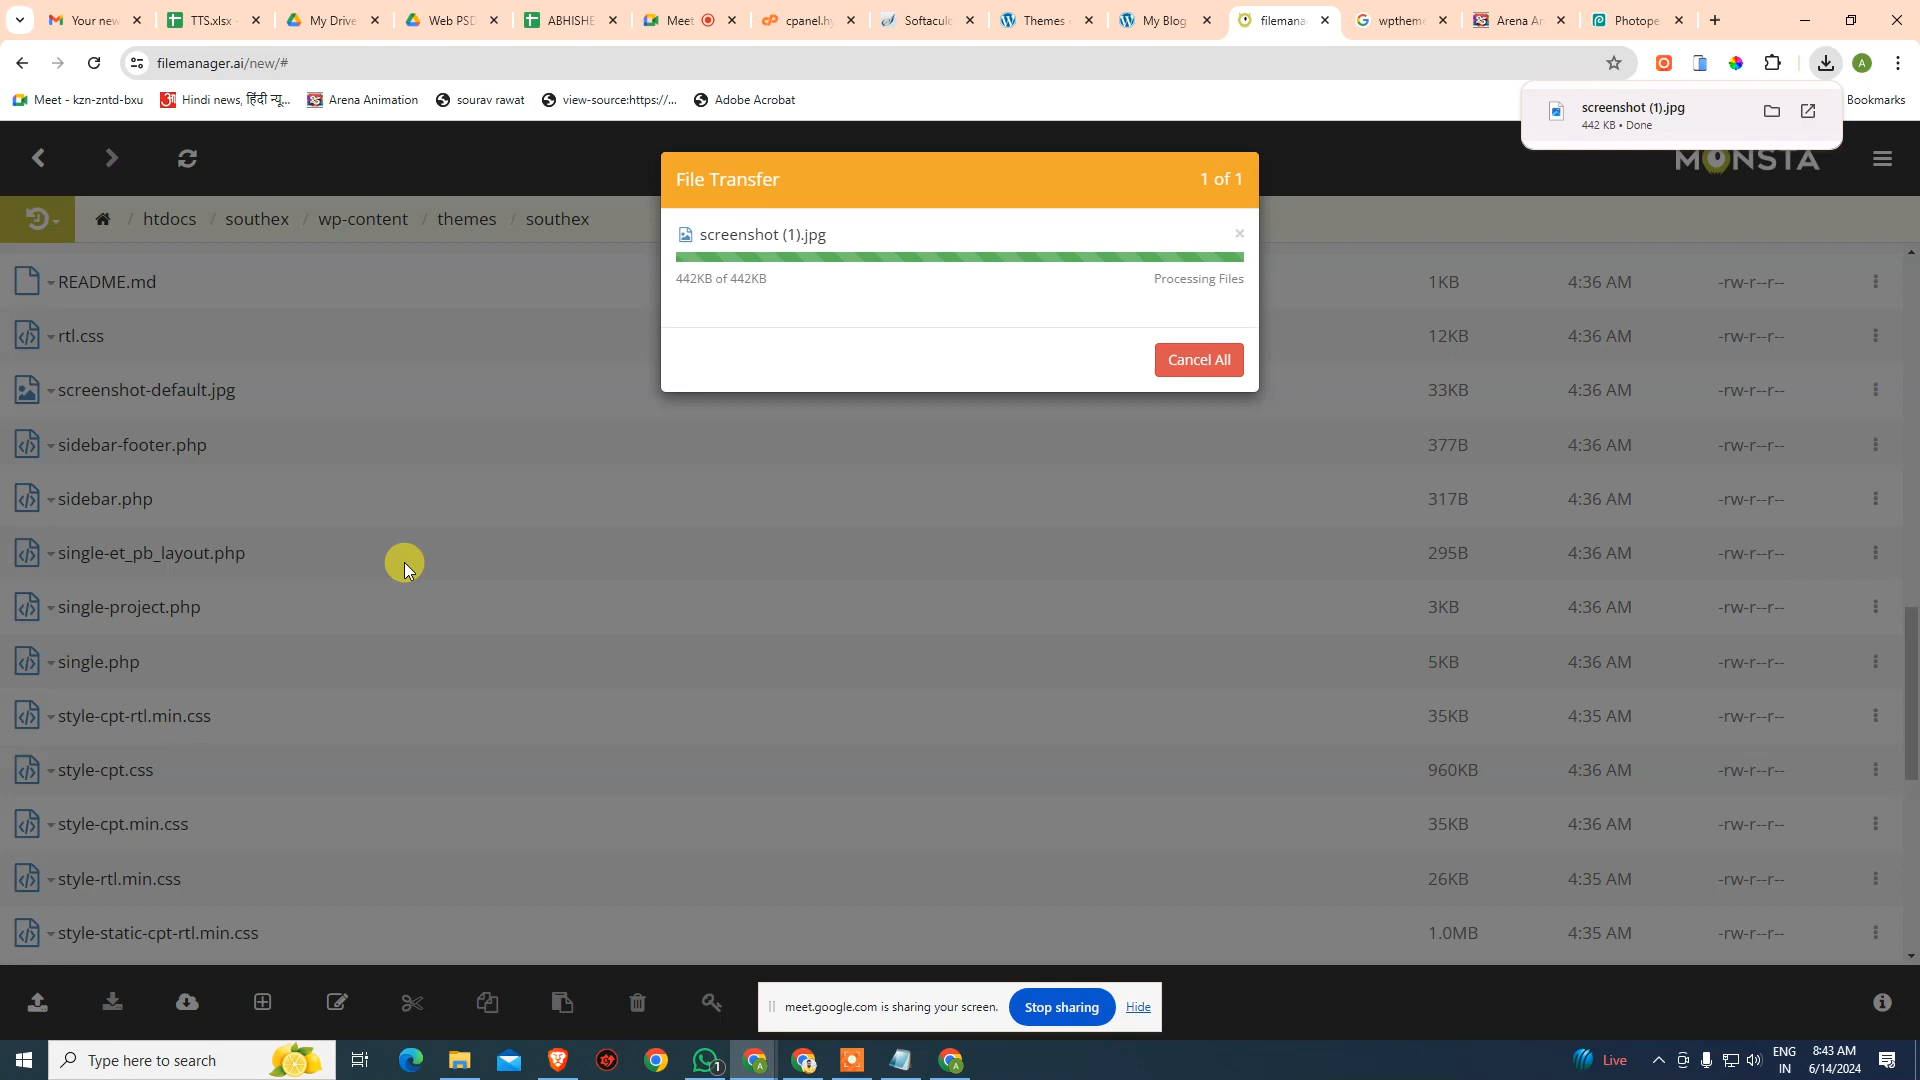 Your new
TTS.xlsx -
My Drive
Web PSD
ABHISHE
Meet
cpanel.hy
Softacul
Themes
My Blog
filemana
wptheme
Arena An
Photope
filemanager.ai/new/#
Meet - kzn-zntd-bxu
Hindi news, हिंदी न्यू...
Arena Animation
sourav rawat
view-source:https://...
Adobe Acrobat
Bookmarks
screenshot (1).jpg
442 KB • Done
MONSTA
File Transfer
1 of 1
screenshot (1).jpg
442KB of 442KB
Processing Files
Cancel All
/ htdocs / southex / wp-content / themes / southex
README.md 1KB 4:36 AM -rw-r--r--
rtl.css 12KB 4:36 AM -rw-r--r--
screenshot-default.jpg 33KB 4:36 AM -rw-r--r--
sidebar-footer.php 377B 4:36 AM -rw-r--r--
sidebar.php 317B 4:36 AM -rw-r--r--
single-et_pb_layout.php 295B 4:36 AM -rw-r--r--
single-project.php 3KB 4:36 AM -rw-r--r--
single.php 5KB 4:36 AM -rw-r--r--
style-cpt-rtl.min.css 35KB 4:35 AM -rw-r--r--
style-cpt.css 960KB 4:36 AM -rw-r--r--
style-cpt.min.css 35KB 4:36 AM -rw-r--r--
style-rtl.min.css 26KB 4:35 AM -rw-r--r--
style-static-cpt-rtl.min.css 1.0MB 4:35 AM -rw-r--r--
meet.google.com is sharing your screen.
Stop sharing
Hide
Type here to search
1
Live
ENG
IN
8:43 AM
6/14/2024